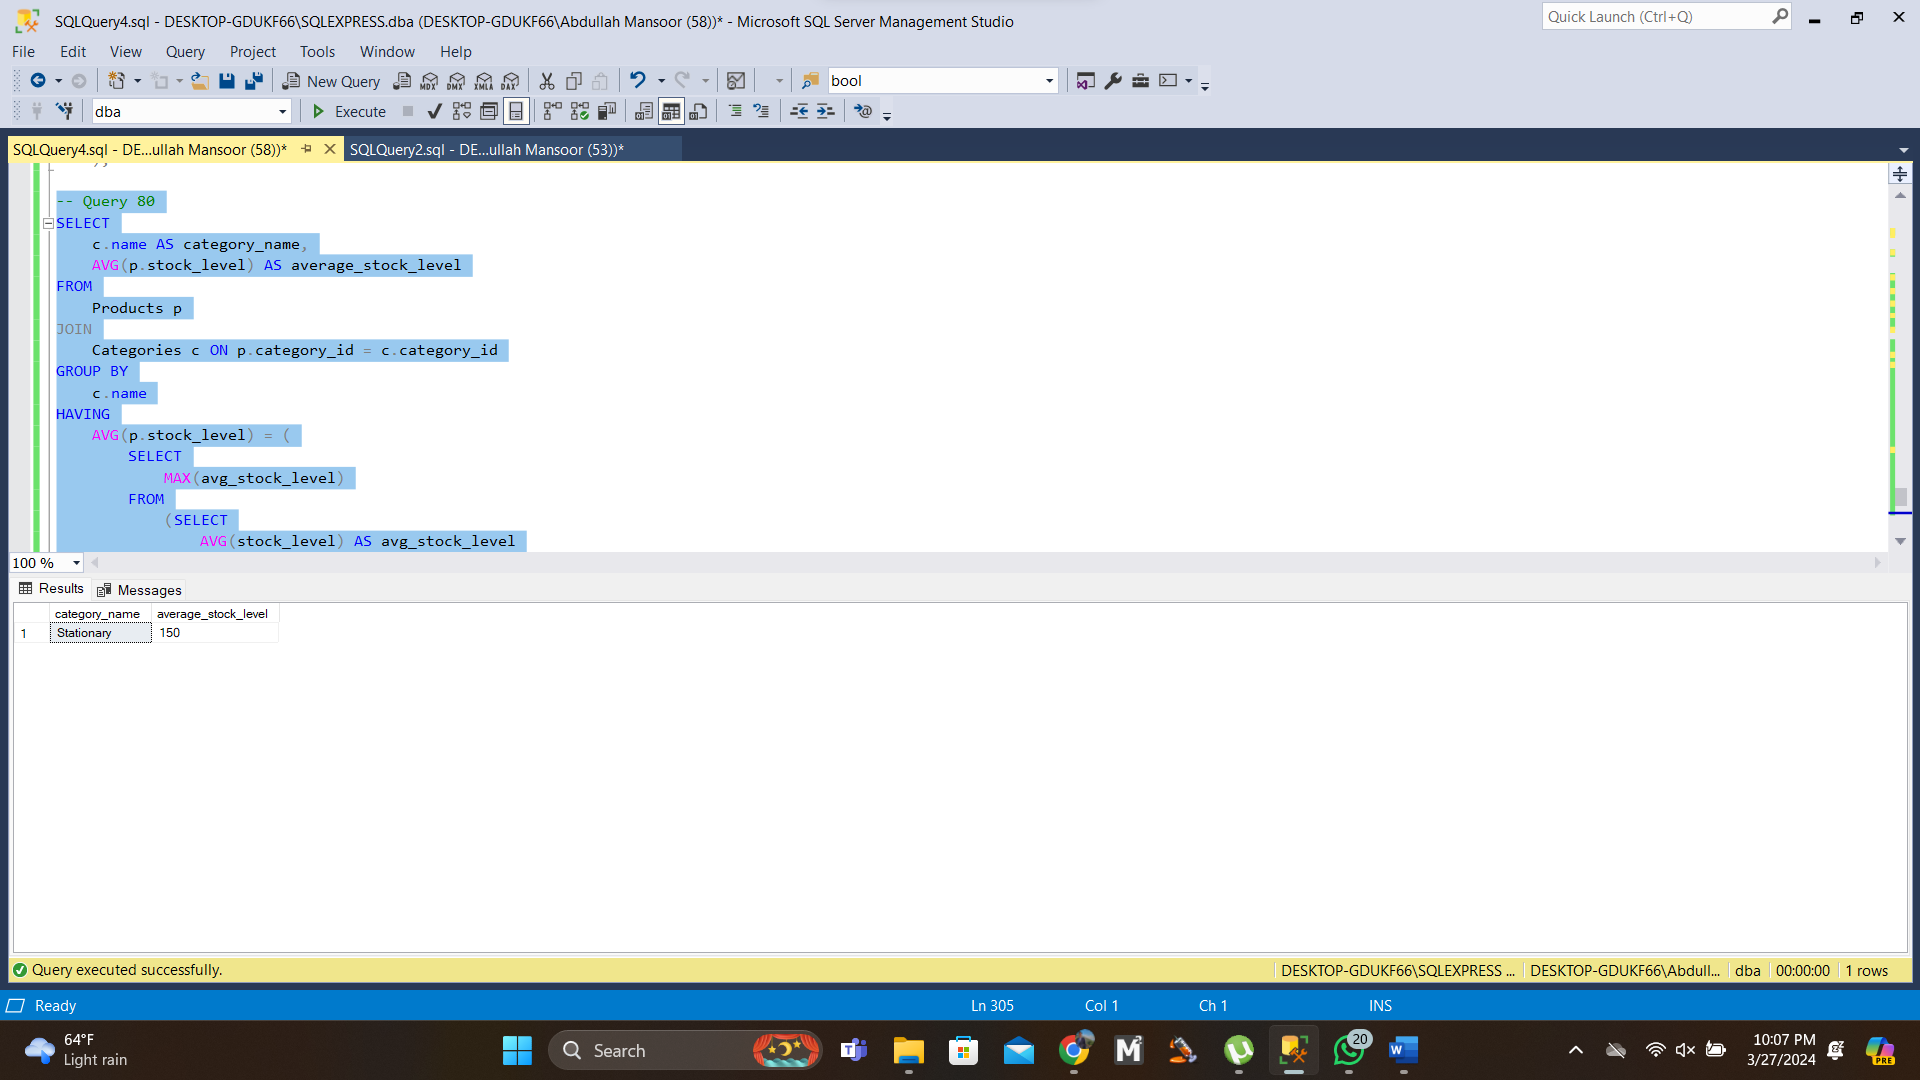 SQLQuery4.sql - DESKTOP-GDUKF66\SQLEXPRESS.dba (DESKTOP-GDUKF66\Abdullah Mansoor (58))* - Microsoft SQL Server Management Studio
Quick Launch (Ctrl+Q)
File Edit View Query Project Tools Window Help
New Query
MDX DMX XMLA DAX
bool
dba
Execute
SQLQuery4.sql - DE...ullah Mansoor (58))*
SQLQuery2.sql - DE...ullah Mansoor (53))*
-- Query 80
SELECT
c.name AS category_name,
AVG(p.stock_level) AS average_stock_level
FROM
Products p
JOIN
Categories c ON p.category_id = c.category_id
GROUP BY
c.name
HAVING
AVG(p.stock_level) = (
SELECT
MAX(avg_stock_level)
FROM
(SELECT
AVG(stock_level) AS avg_stock_level
100 %
Results Messages
category_name average_stock_level
1 Stationary 150
Query executed successfully.
DESKTOP-GDUKF66\SQLEXPRESS ... DESKTOP-GDUKF66\Abdull... dba 00:00:00 1 rows
Ready Ln 305 Col 1 Ch 1 INS
64°F
Light rain
Search
20
10:07 PM
3/27/2024
PRE